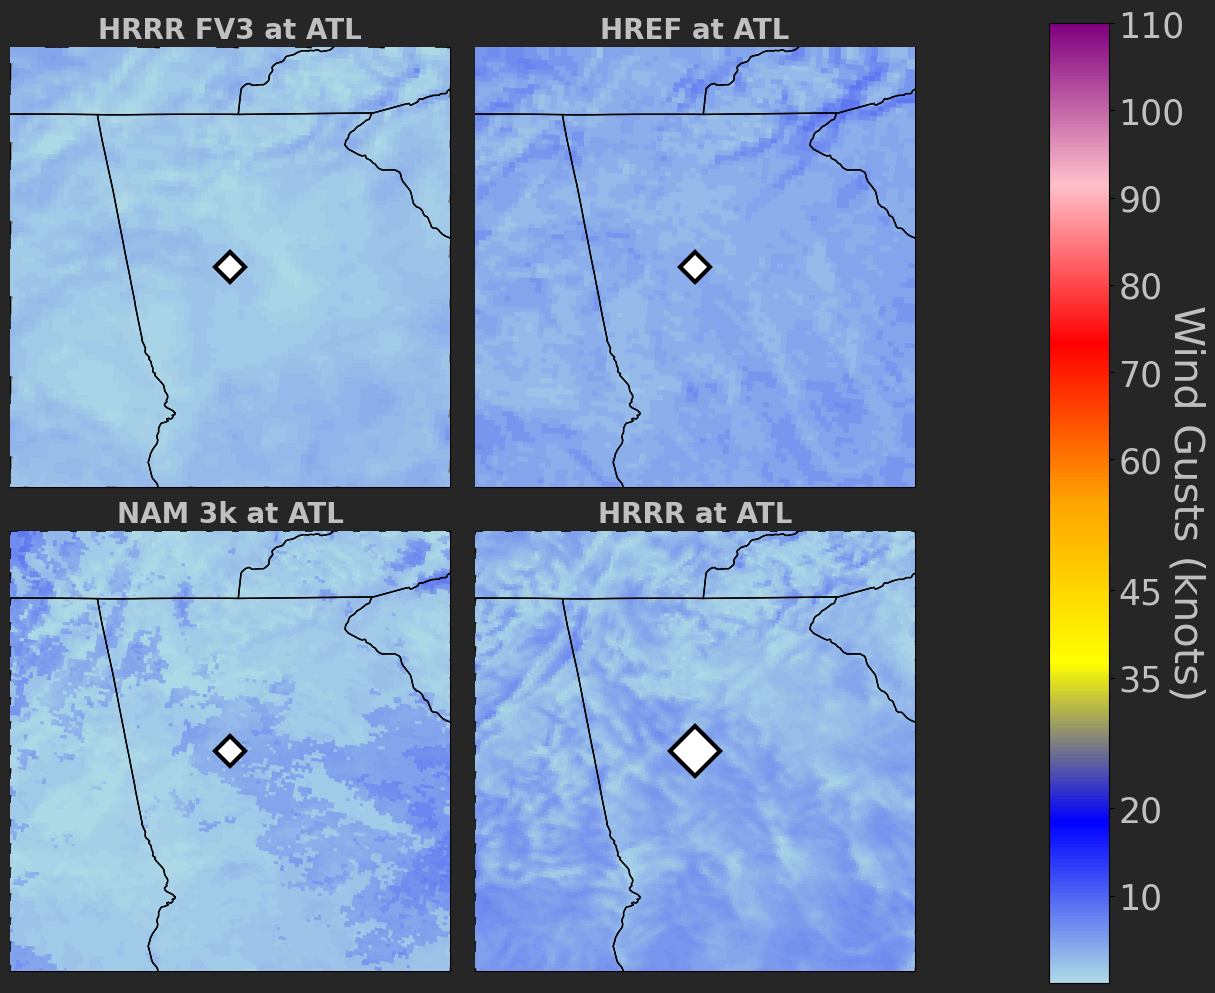 HRRR FV3 at ATL
HREF at ATL
NAM 3k at ATL
HRRR at ATL
110
100
90
80
70
60
45
35
20
10
Wind Gusts (knots)